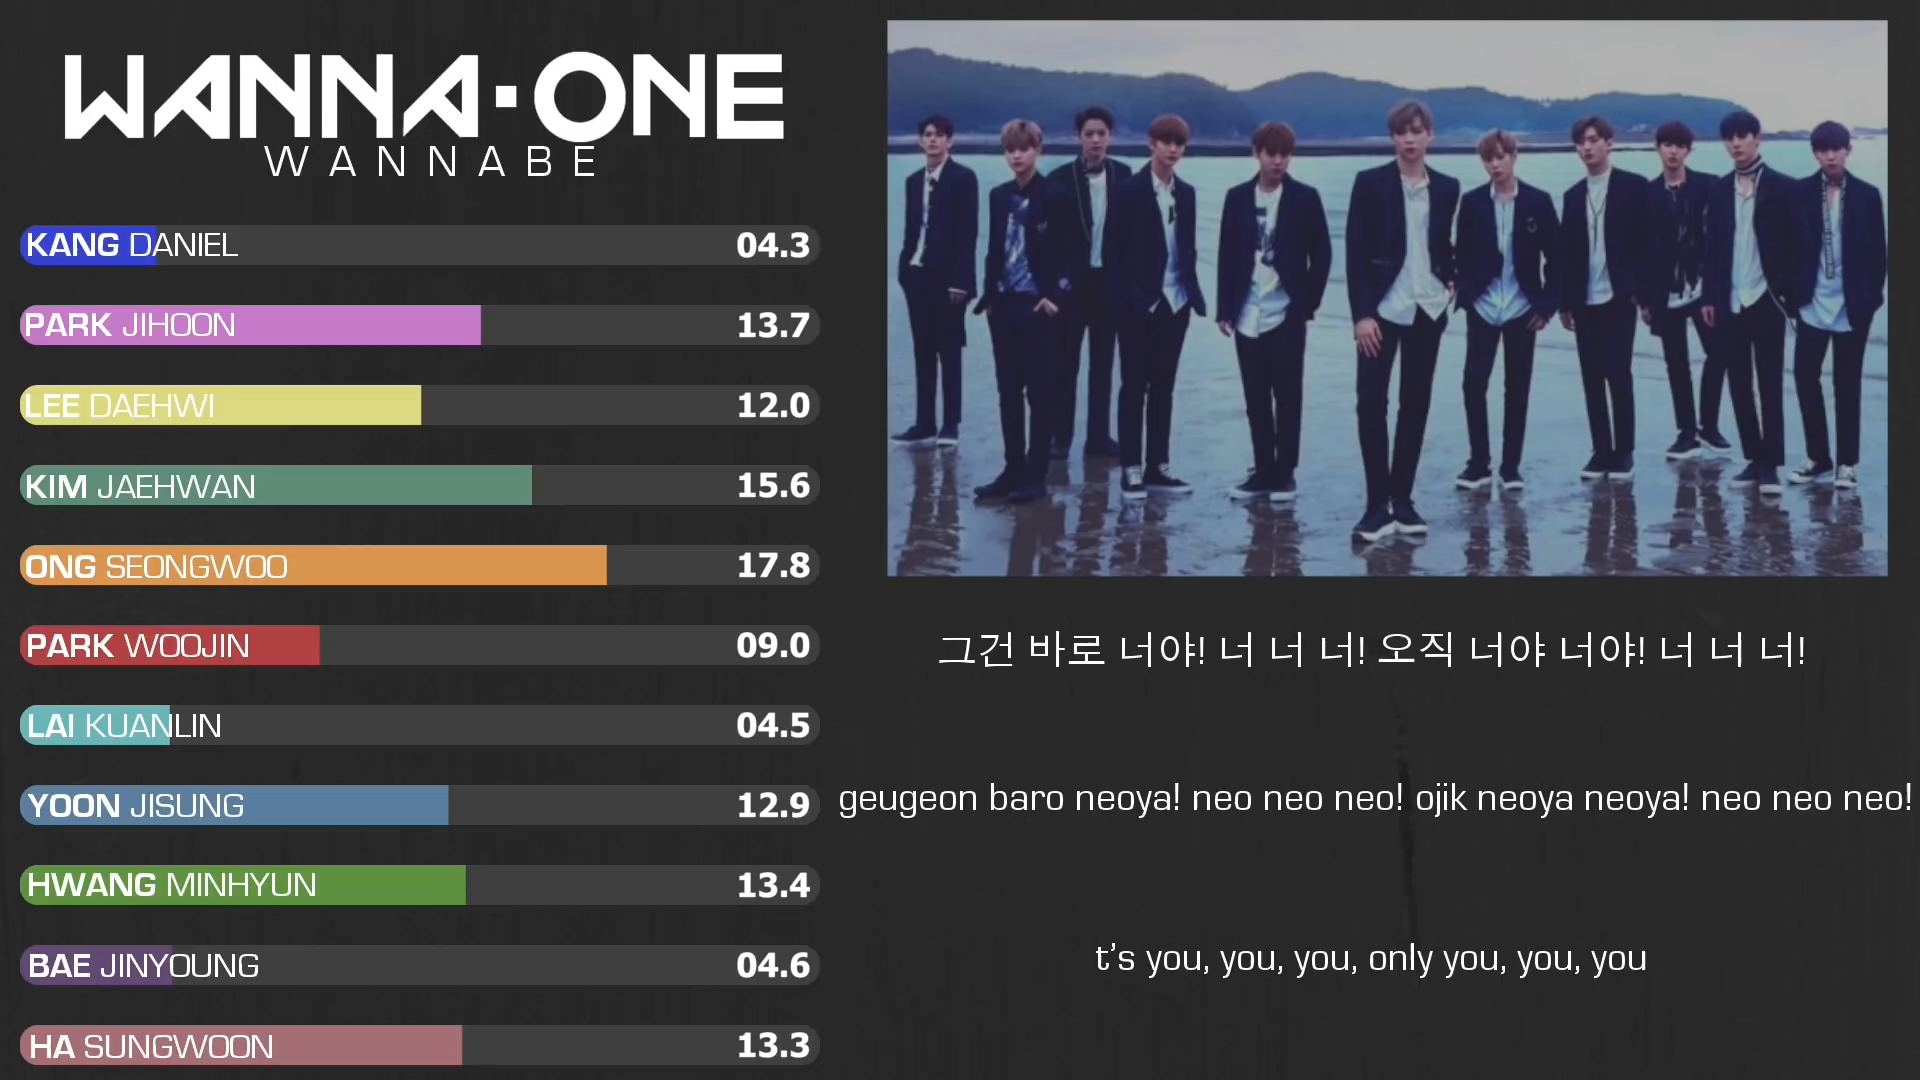 WANNA·ONE
WANNABE
KANG DANIEL 04.3
PARK JIHOON 13.7
LEE DAEHWI 12.0
KIM JAEHWAN 15.6
ONG SEONGWOO 17.8
PARK WOOJIN 09.0
LAI KUANLIN 04.5
YOON JISUNG 12.9
HWANG MINHYUN 13.4
BAE JINYOUNG 04.6
HA SUNGWOON 13.3
그건 바로 너야! 너 너 너! 오직 너야 너야! 너 너 너!
geugeon baro neoya! neo neo neo! ojik neoya neoya! neo neo neo!
t's you, you, you, only you, you, you